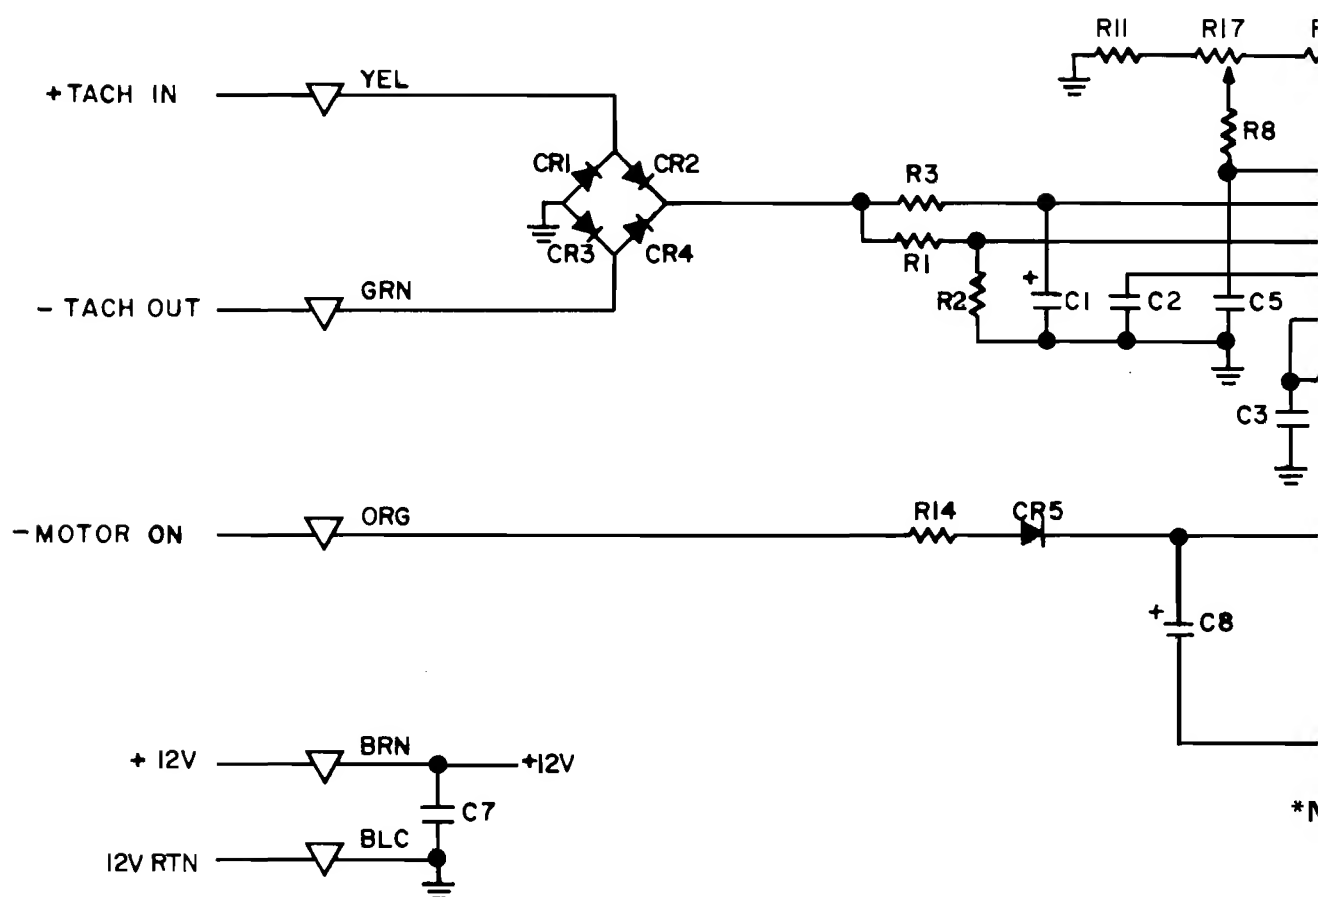 R11 R17
+TACH IN YEL
R8
CR1 CR2
R3
CR3 CR4
R1
- TACH OUT GRN
R2 + C1 C2 C5
C3
-MOTOR ON ORG
R14 CR5
+ C8
+ 12V BRN +12V
*N
C7
12V RTN BLC